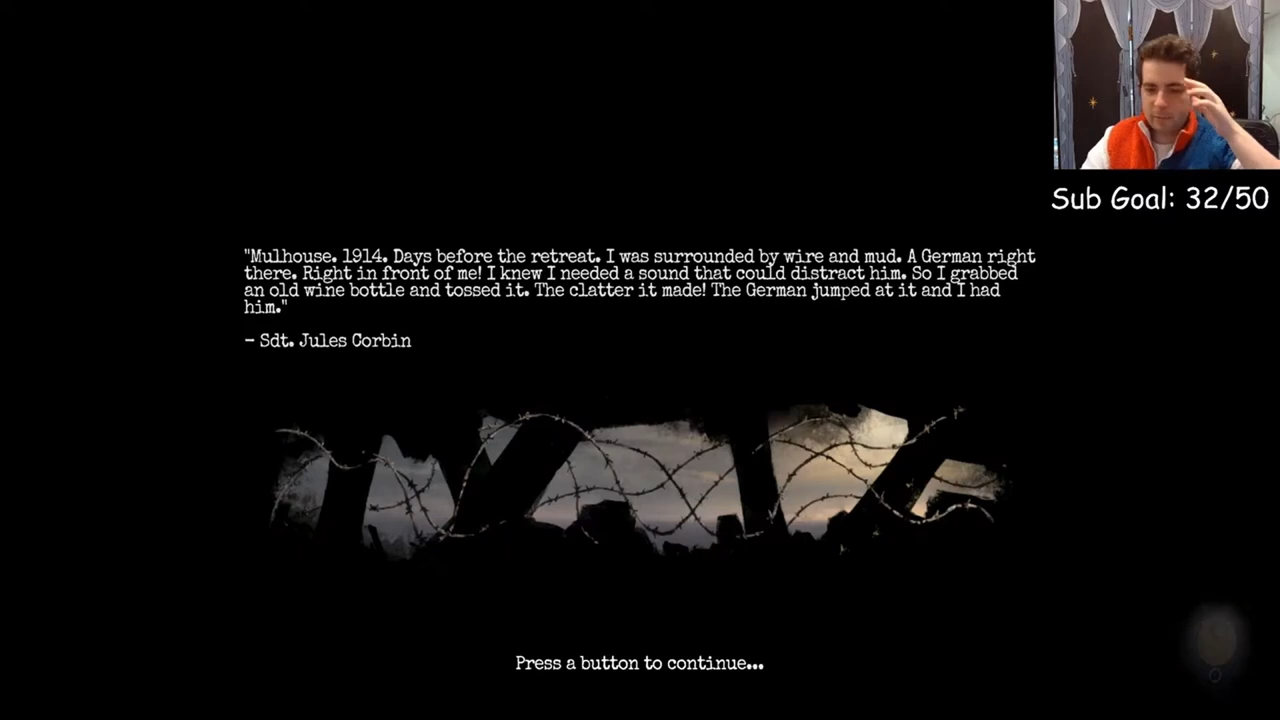 Sub Goal: 32/50
"Mulhouse. 1914. Days before the retreat. I was surrounded by wire and mud. A German right
there. Right in front of me! I knew I needed a sound that could distract him. So I grabbed
an old wine bottle and tossed it. The clatter it made! The German jumped at it and I had
him."
- Sdt. Jules Corbin
Press a button to continue...